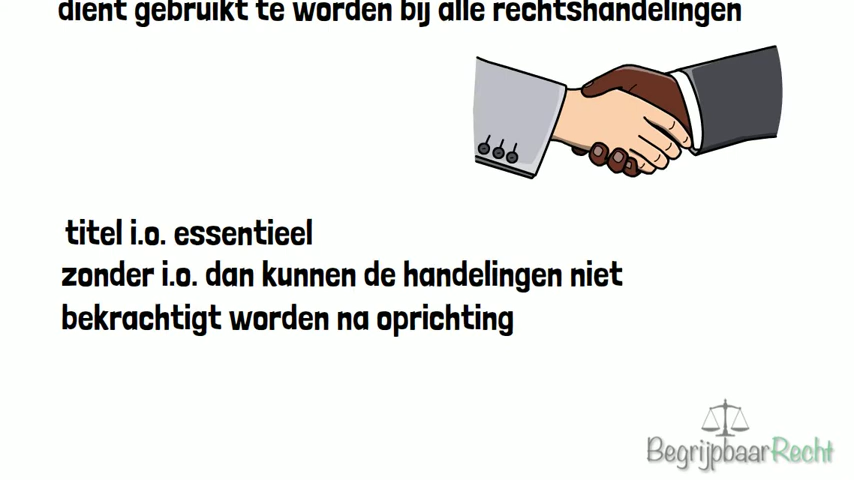 dient gebruikt te worden bij alle rechtshandelingen
titel i.o. essentieel
zonder i.o. dan kunnen de handelingen niet
bekrachtigt worden na oprichting
BegrijpbaarRecht